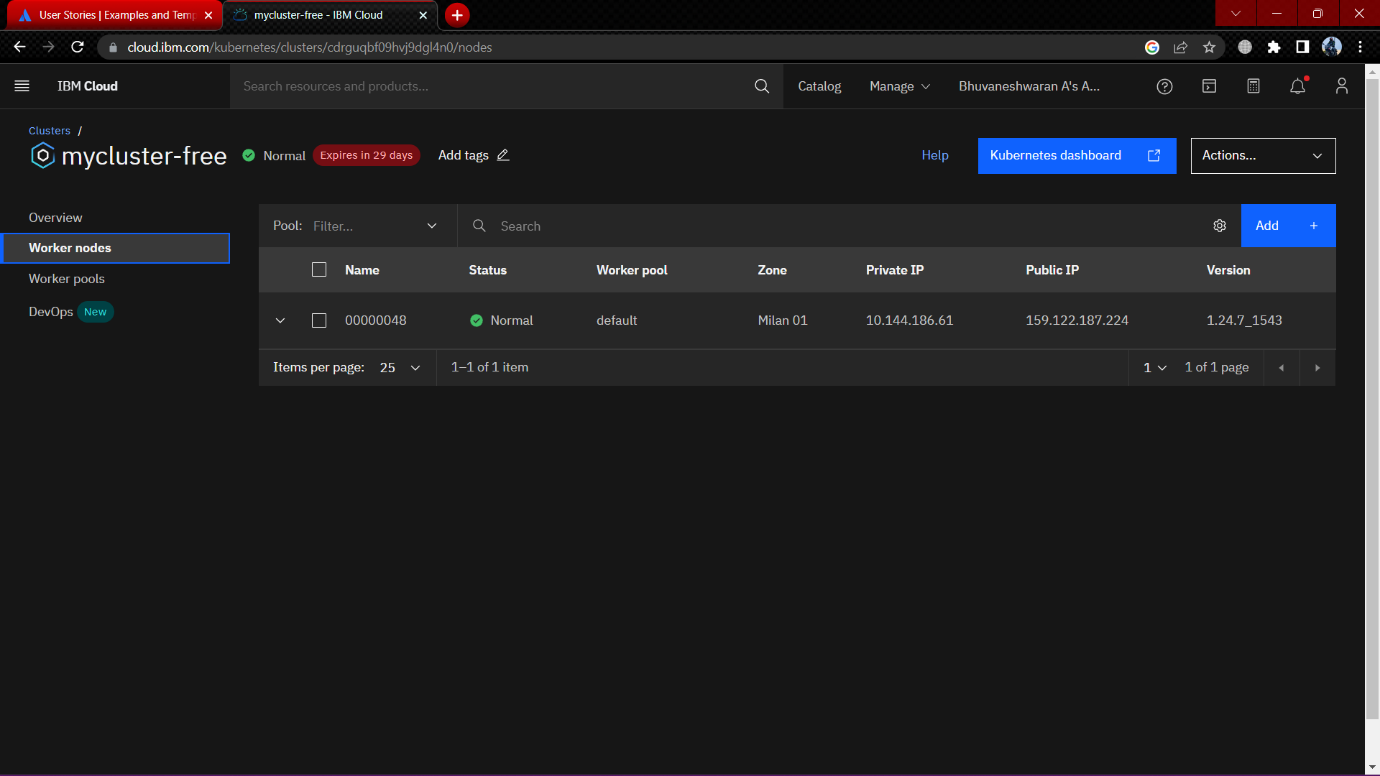 User Stories | Examples and Temp
mycluster-free - IBM Cloud
cloud.ibm.com/kubernetes/clusters/cdrguqbf09hvj9dgl4n0/nodes
IBM Cloud
Search resources and products...
Catalog
Manage
Bhuvaneshwaran A's A...
Clusters /
mycluster-free
Normal
Expires in 29 days
Add tags
Help
Kubernetes dashboard
Actions...
Overview
Worker nodes
Worker pools
DevOps New
Pool: Filter...
Search
Add +
Name Status Worker pool Zone Private IP Public IP Version
00000048 Normal default Milan 01 10.144.186.61 159.122.187.224 1.24.7_1543
Items per page: 25 1–1 of 1 item 1 1 of 1 page